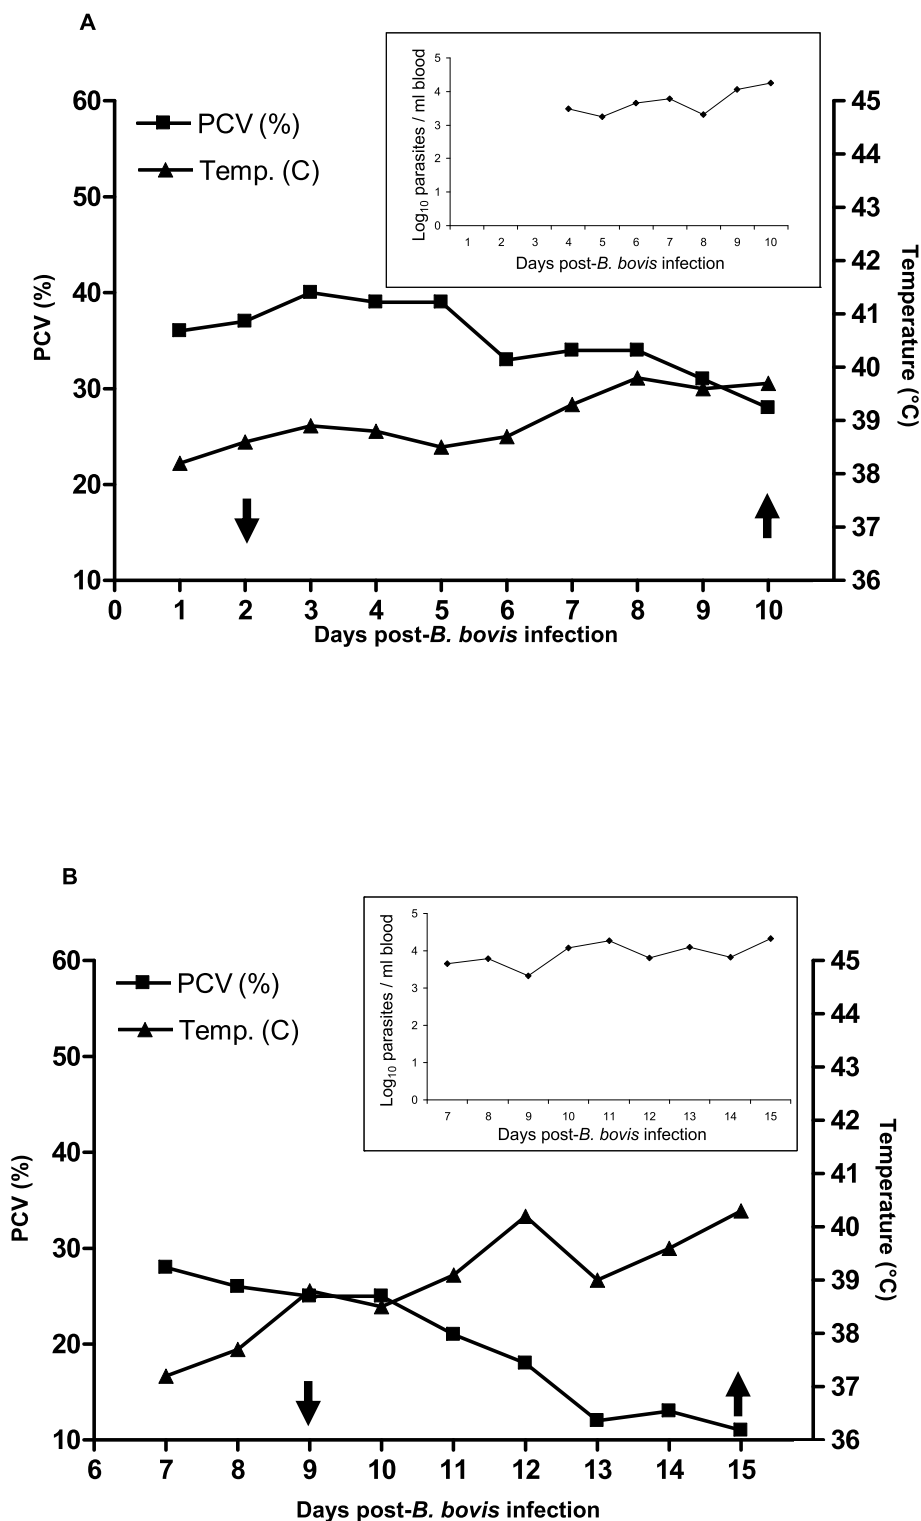 A
Log10 parasites / ml blood
5
4
3
2
1
0
1 2 3 4 5 6 7 8 9 10
Days post-B. bovis infection
PCV (%)
Temp. (C)
PCV (%)
60
50
40
30
20
10
45
44
43
42
41
40
39
38
37
36
Temperature (°C)
0 1 2 3 4 5 6 7 8 9 10
Days post-B. bovis infection
B
Log10 parasites / ml blood
5
4
3
2
1
0
7 8 9 10 11 12 13 14 15
Days post-B. bovis infection
PCV (%)
Temp. (C)
PCV (%)
60
50
40
30
20
10
45
44
43
42
41
40
39
38
37
36
Temperature (°C)
6 7 8 9 10 11 12 13 14 15
Days post-B. bovis infection